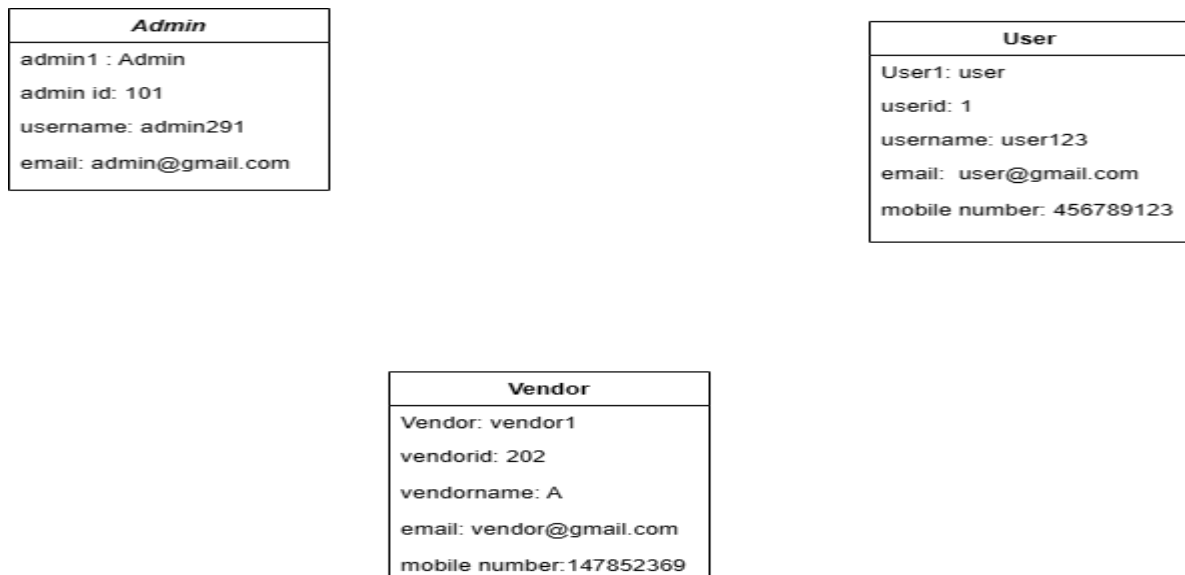 Admin
admin1 : Admin
admin id: 101
username: admin291
email: admin@gmail.com
User
User1: user
userid: 1
username: user123
email:  user@gmail.com
mobile number: 456789123
Vendor
Vendor: vendor1
vendorid: 202
vendorname: A
email: vendor@gmail.com
mobile number:147852369